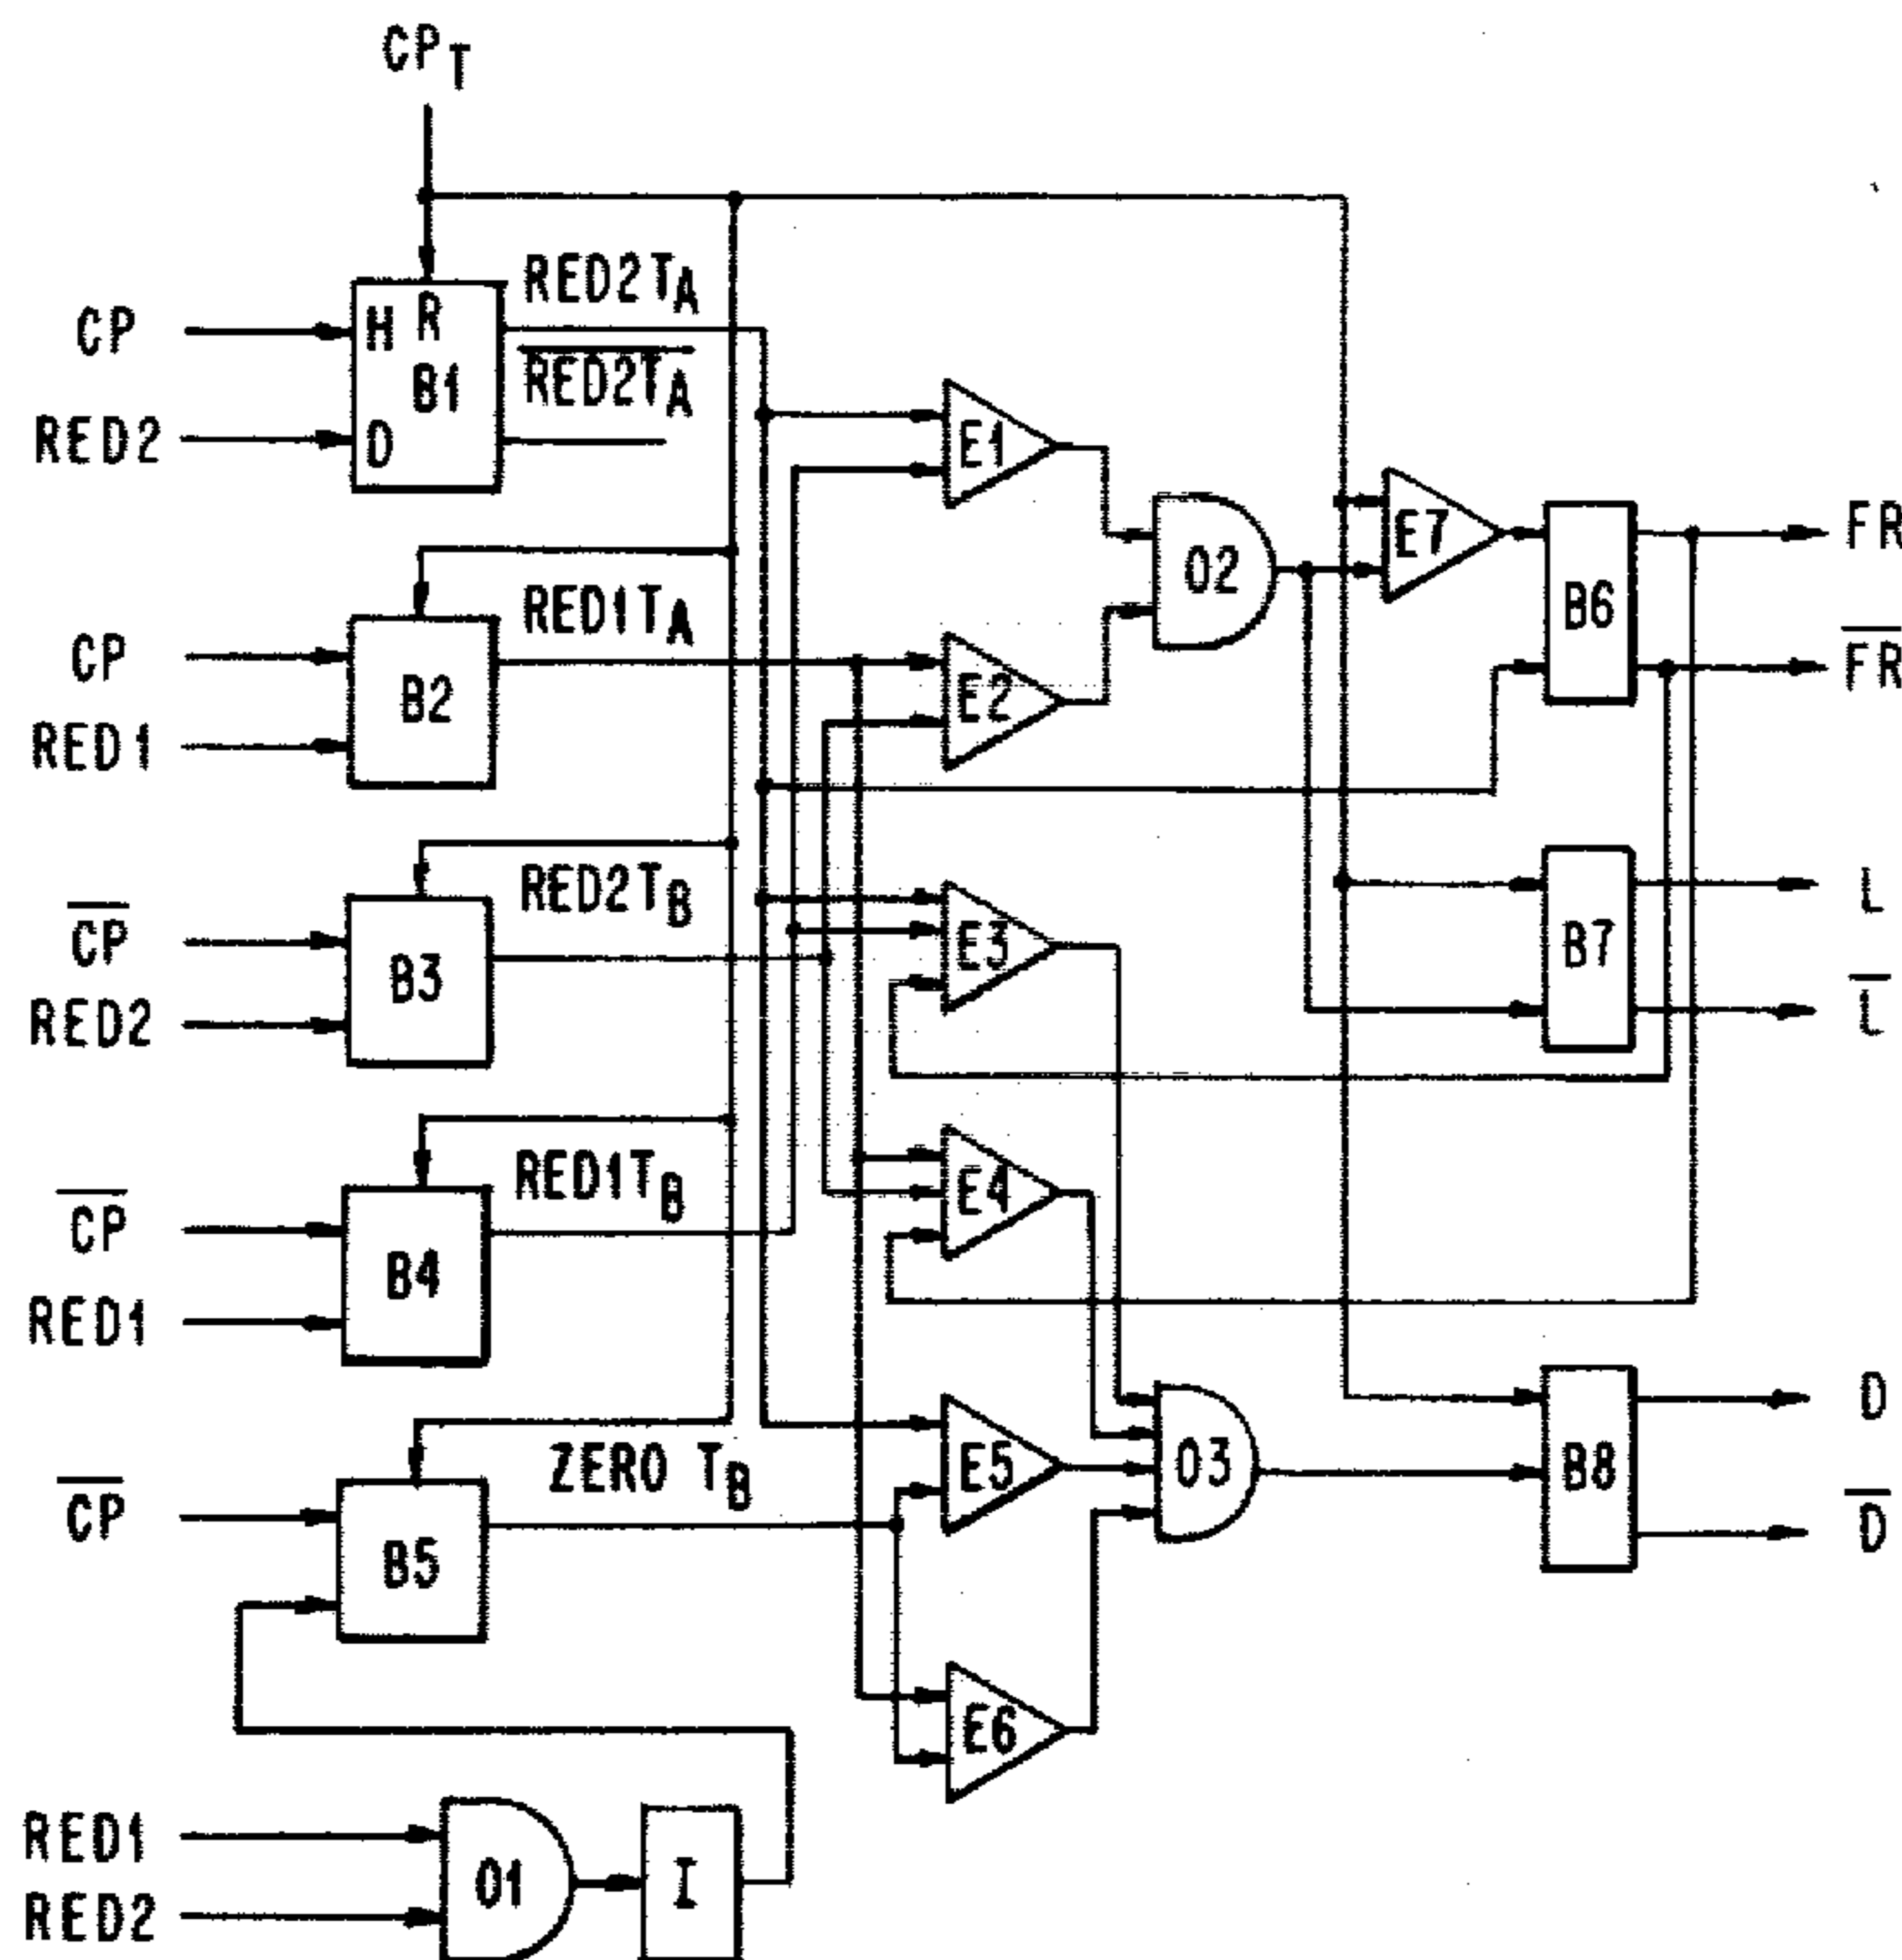 CPT
CP
H R
B1
RED2
D
RED2TA
RED2TA
CP
RED1
B2
RED1TA
CP
RED2
B3
RED2TB
CP
RED1
B4
RED1TB
CP
B5
ZERO TB
RED1
RED2
O1
I
E1
E2
E3
E4
E5
E6
O2
O3
E7
B6
FR
FR
B7
L
L
B8
D
D